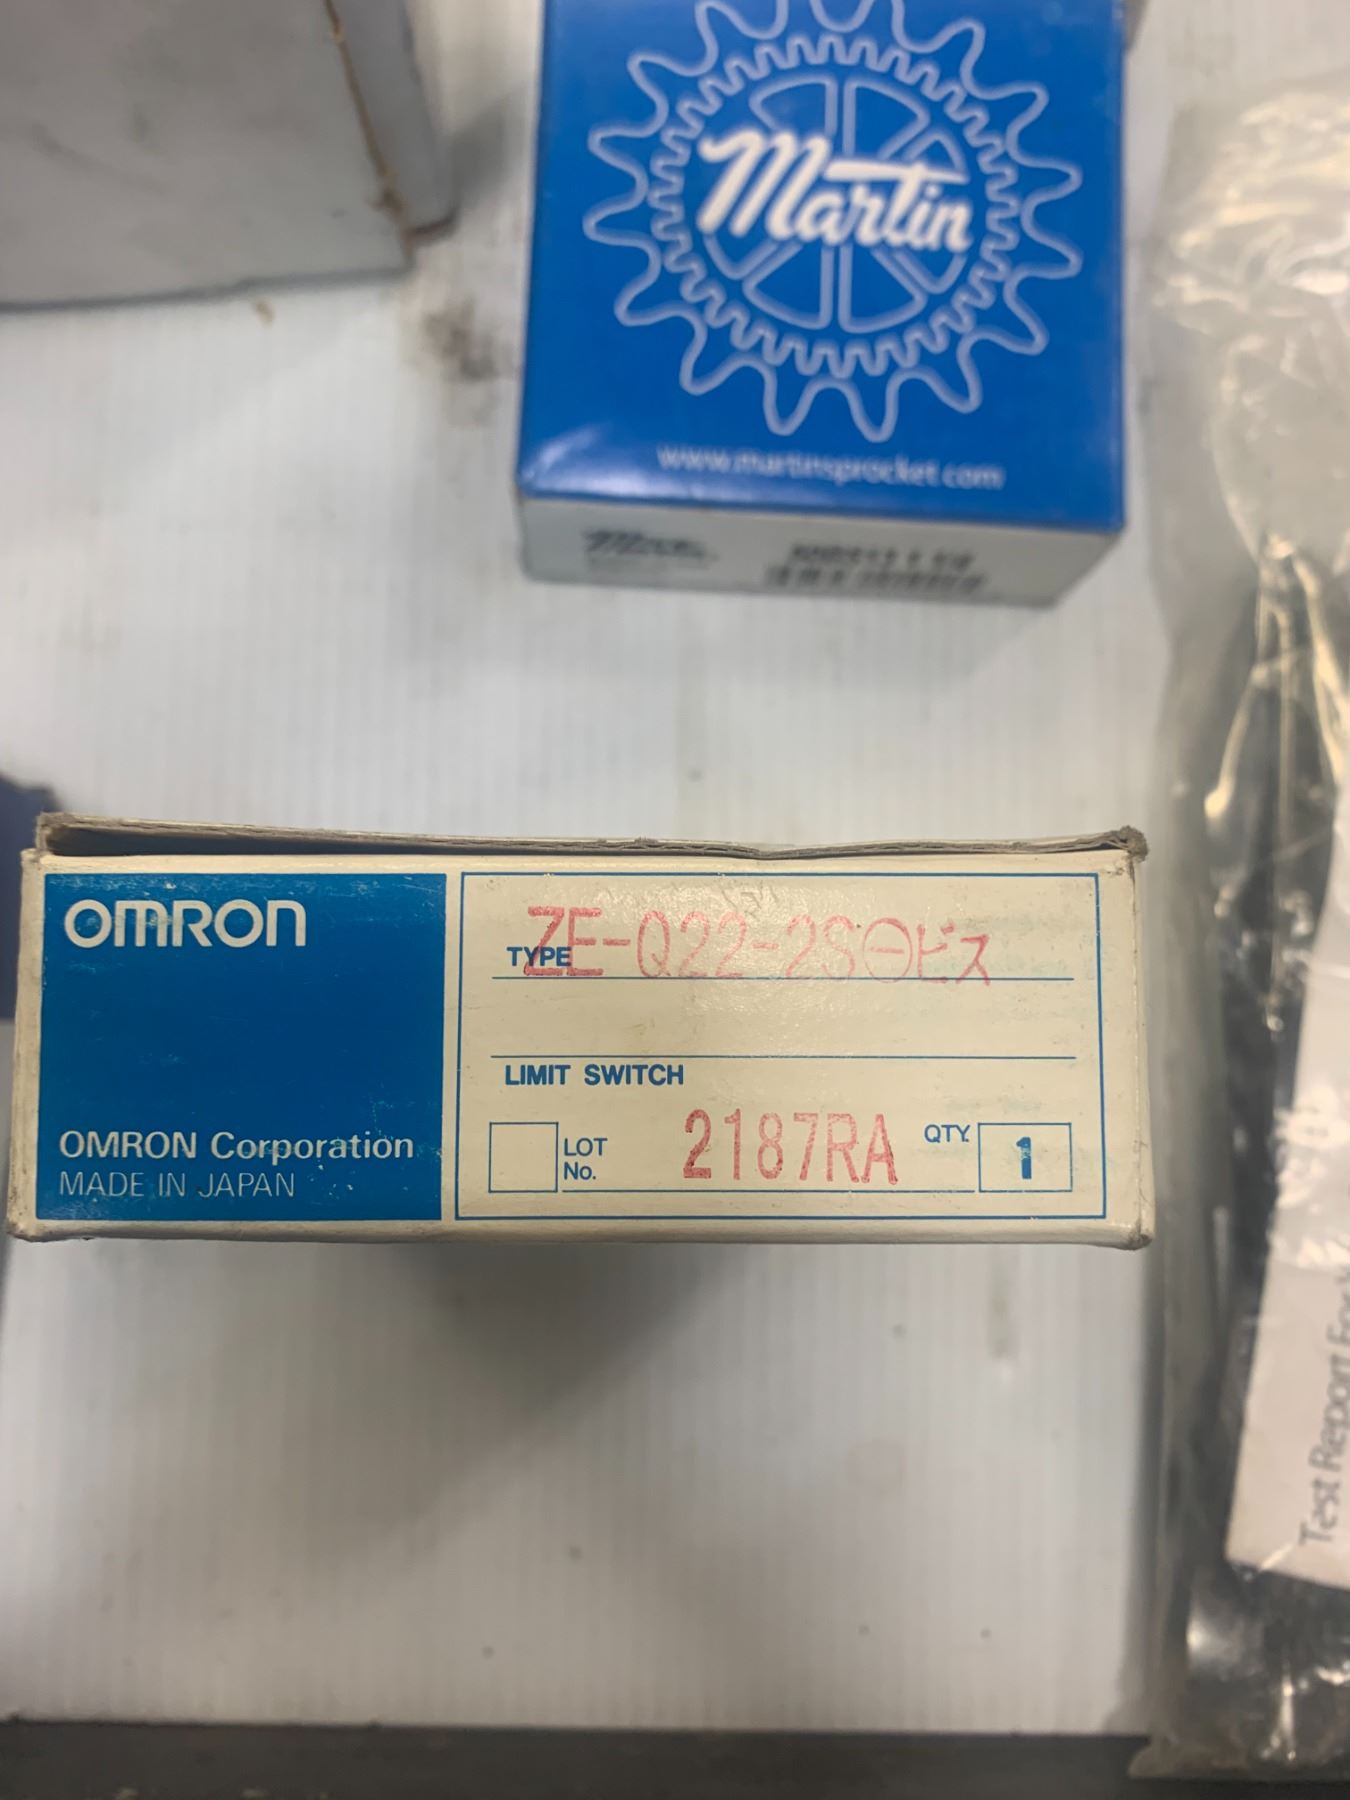 Martin
www.martinsprocket.com
OMRON
OMRON Corporation
MADE IN JAPAN
TYPE ZE-Q22-2S⊖ビス
LIMIT SWITCH
LOT No. 2187RA QTY. 1
Test Report